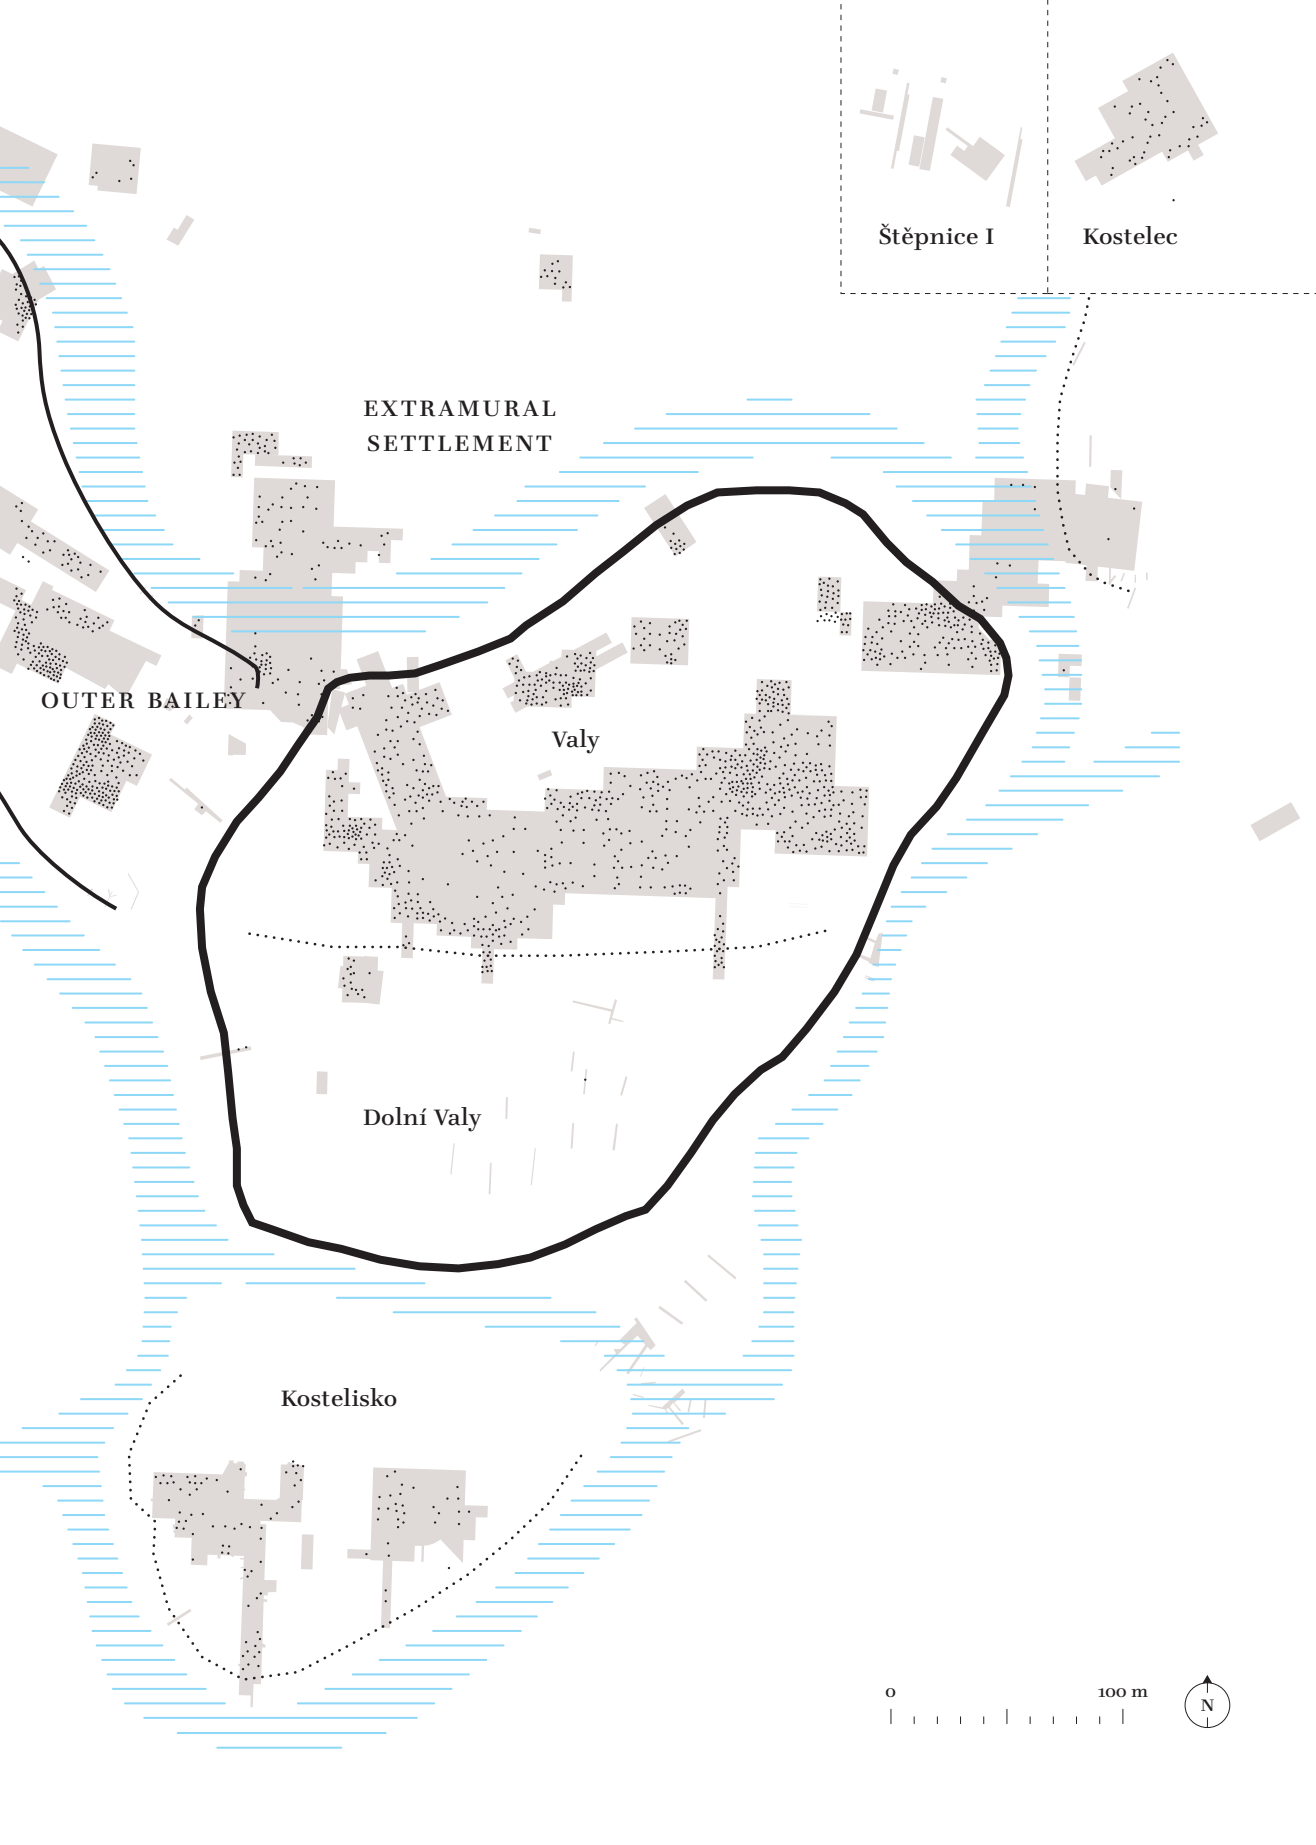 Štěpnice I
Kostelec
EXTRAMURAL
SETTLEMENT
OUTER BAILEY
Valy
Dolní Valy
Kostelisko
0
100 m
N